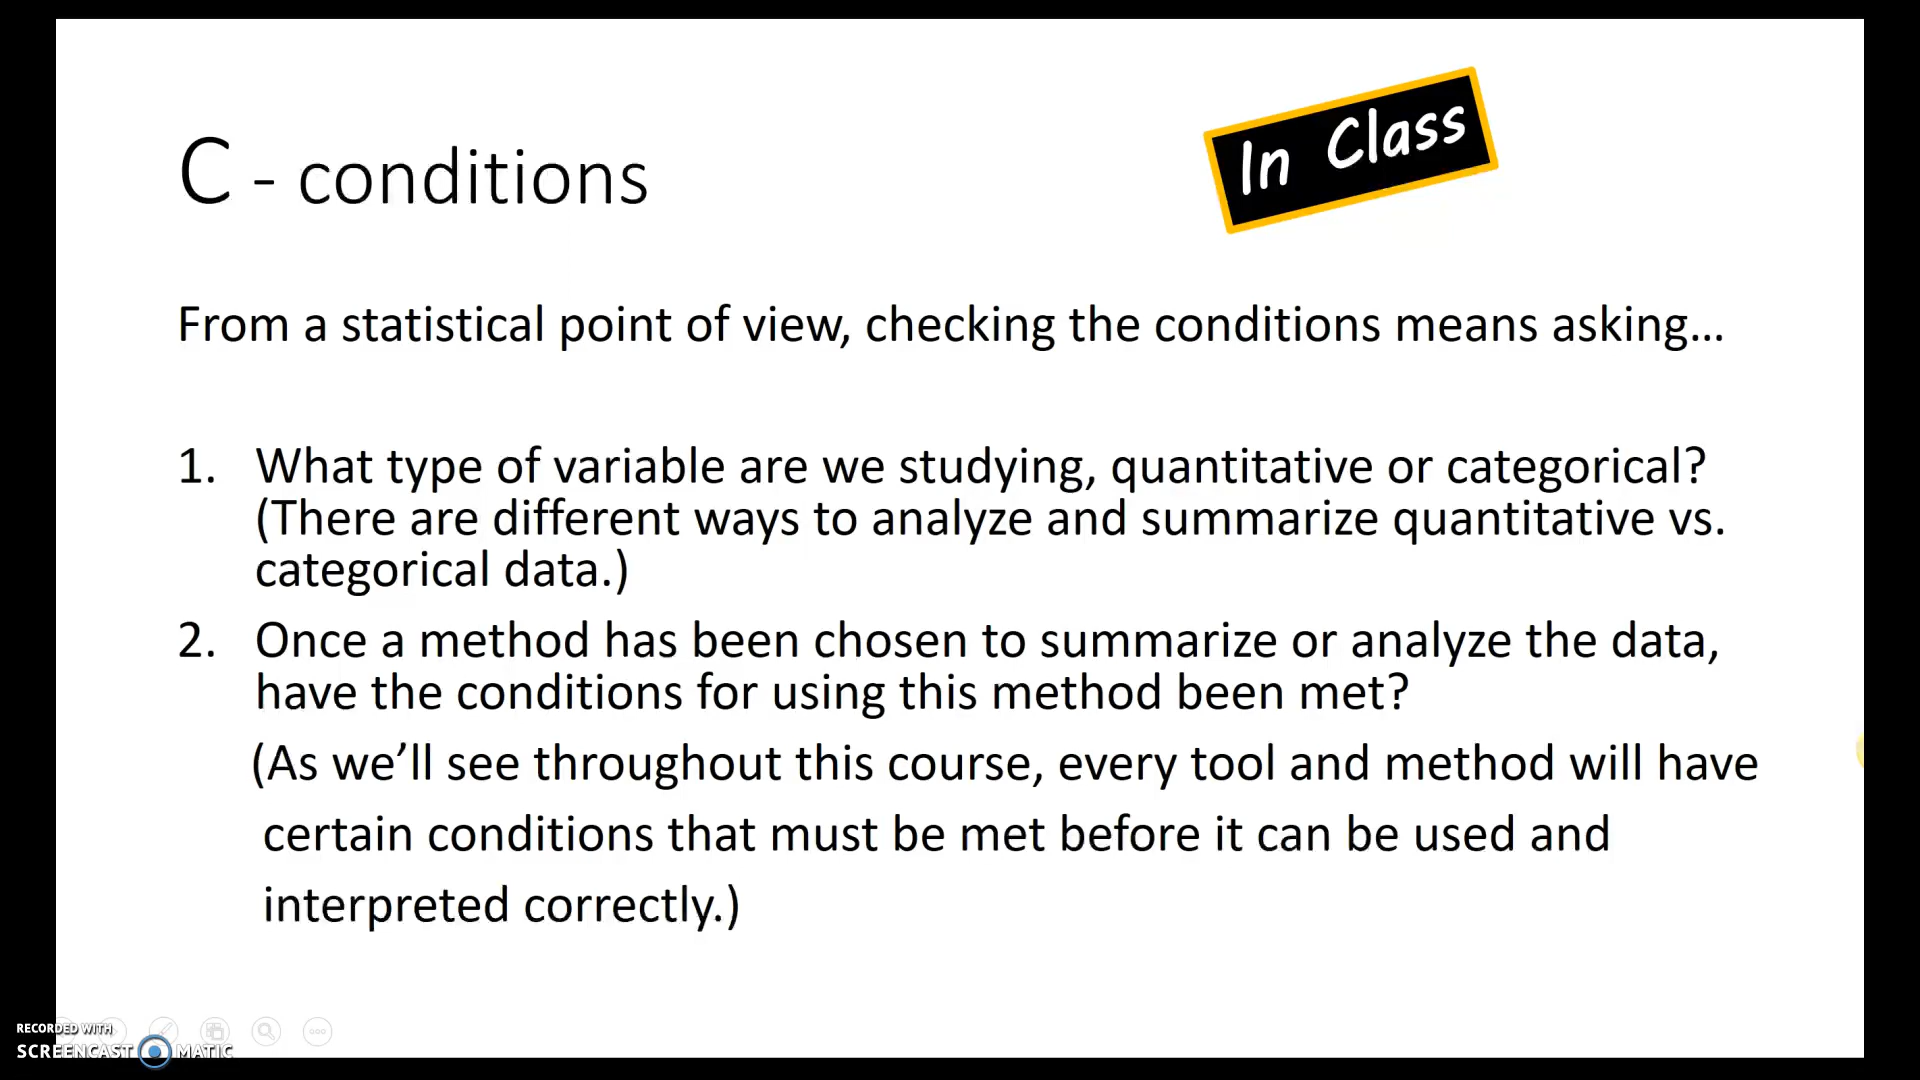 In Class
C - conditions
From a statistical point of view, checking the conditions means asking…
1. What type of variable are we studying, quantitative or categorical?
(There are different ways to analyze and summarize quantitative vs.
categorical data.)
2. Once a method has been chosen to summarize or analyze the data,
have the conditions for using this method been met?
(As we’ll see throughout this course, every tool and method will have
certain conditions that must be met before it can be used and
interpreted correctly.)
RECORDED WITH
SCREENCAST MATIC